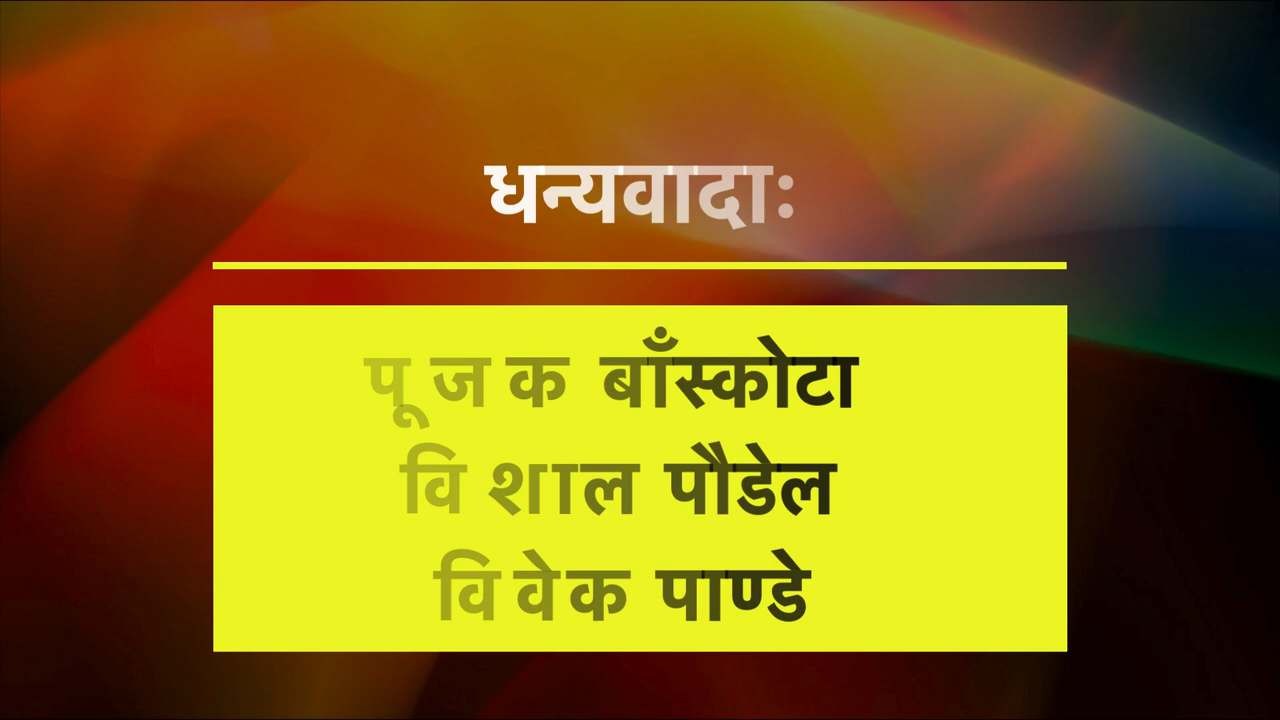 धन्यवादाः
पूजक बाँस्कोटा
विशाल पौडेल
विवेक पाण्डे